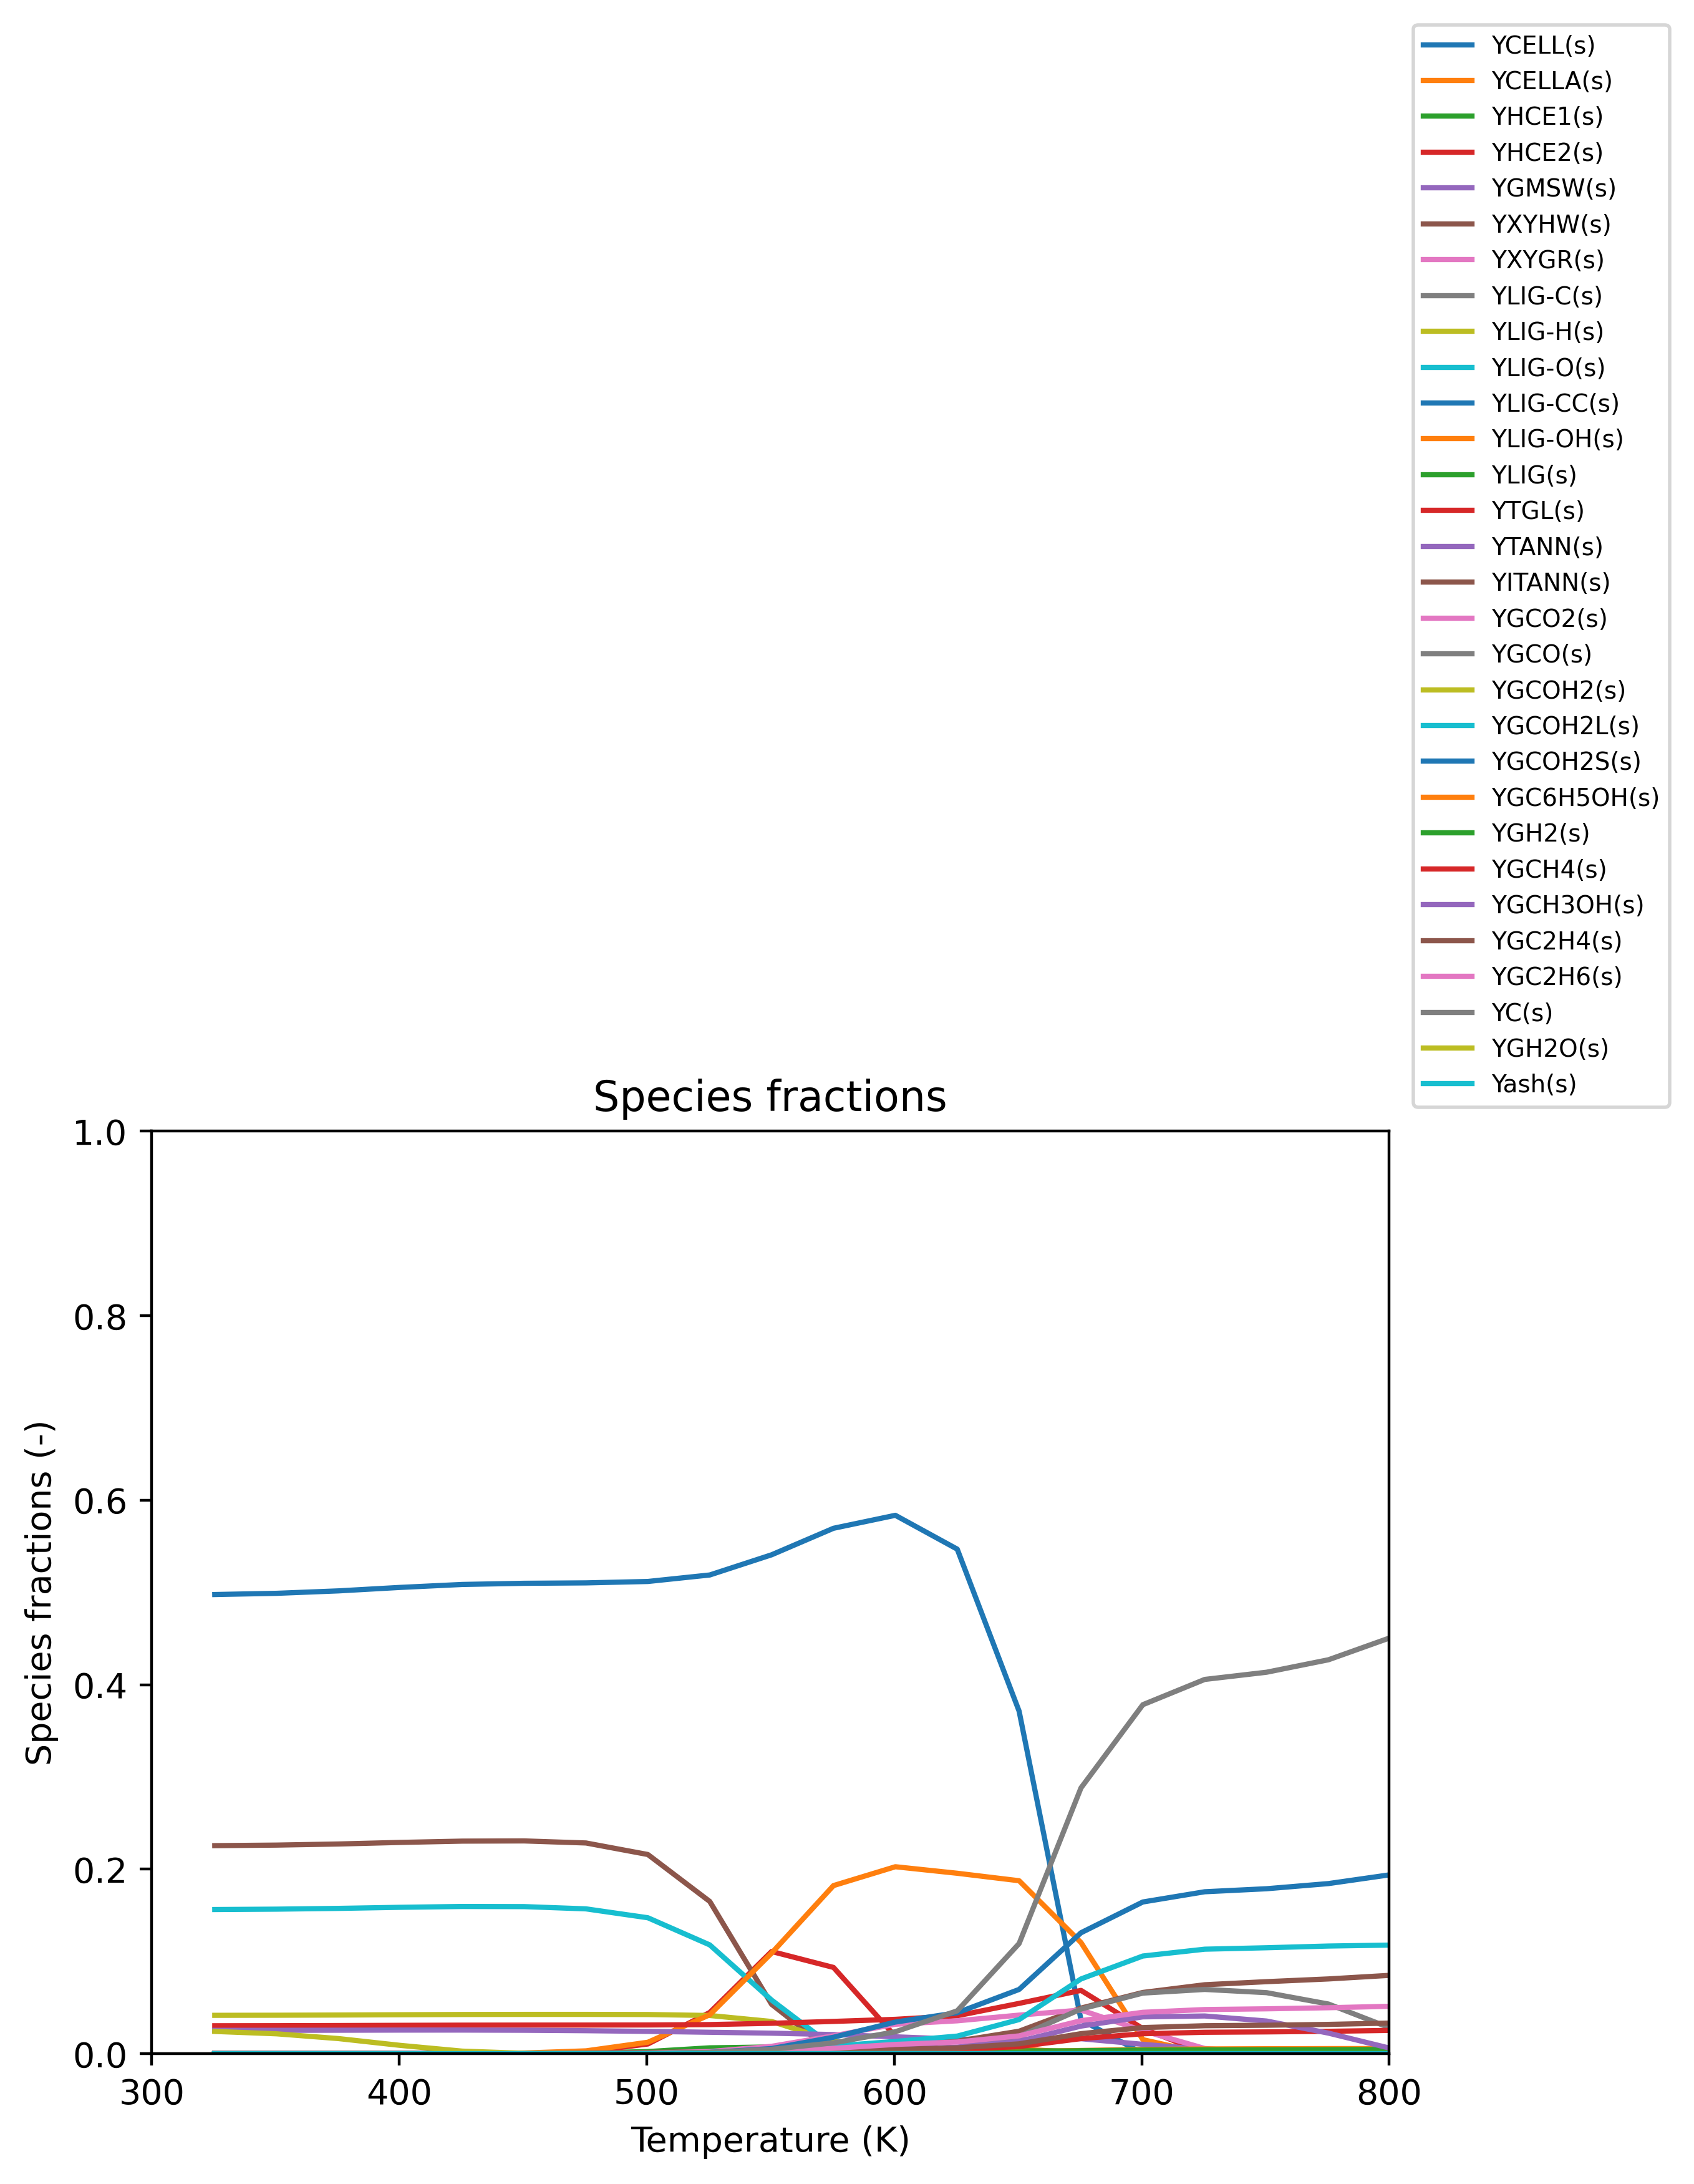 YCELL(s)
YCELLA(s)
YHCE1(s)
YHCE2(s)
YGMSW(s)
YXYHW(s)
YXYGR(s)
YLIG-C(s)
YLIG-H(s)
YLIG-O(s)
YLIG-CC(s)
YLIG-OH(s)
YLIG(s)
YTGL(s)
YTANN(s)
YITANN(s)
YGCO2(s)
YGCO(s)
YGCOH2(s)
YGCOH2L(s)
YGCOH2S(s)
YGC6H5OH(s)
YGH2(s)
YGCH4(s)
YGCH3OH(s)
YGC2H4(s)
YGC2H6(s)
YC(s)
YGH2O(s)
Yash(s)
Species fractions
1.0
0.8
0.6
0.4
0.2
0.0
Species fractions (-)
300 400 500 600 700 800
Temperature (K)